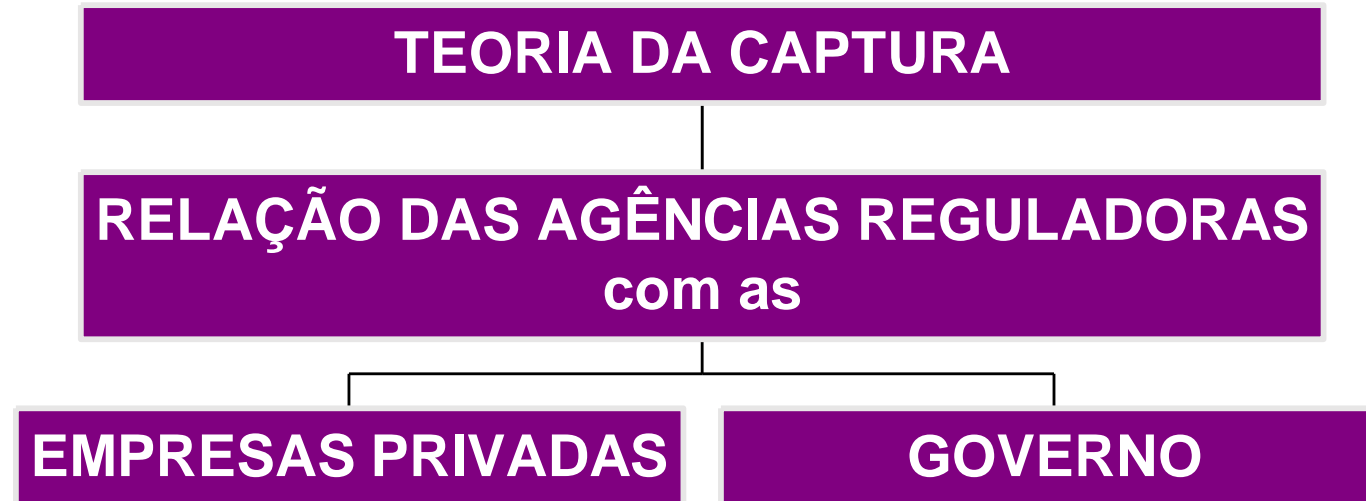 TEORIA DA CAPTURA
RELAÇÃO DAS AGÊNCIAS REGULADORAS
com as
EMPRESAS PRIVADAS
GOVERNO